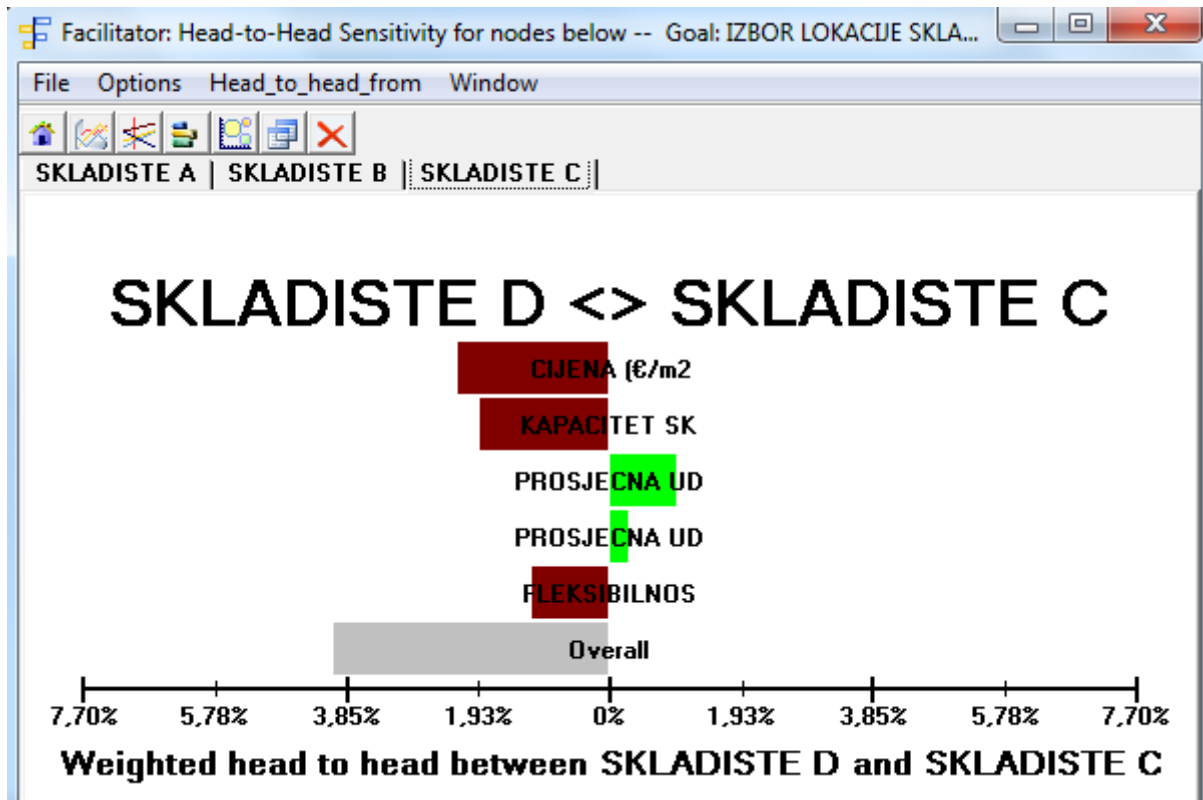 Facilitator: Head-to-Head Sensitivity for nodes below -- Goal: IZBOR LOKACIJE SKLA...
File Options Head_to_head_from Window
SKLADISTE A | SKLADISTE B | SKLADISTE C |
SKLADISTE D <> SKLADISTE C
CIJENA (€/m2
KAPACITET SK
PROSJECNA UD
PROSJECNA UD
FLEKSIBILNOS
Overall
7,70% 5,78% 3,85% 1,93% 0% 1,93% 3,85% 5,78% 7,70%
Weighted head to head between SKLADISTE D and SKLADISTE C